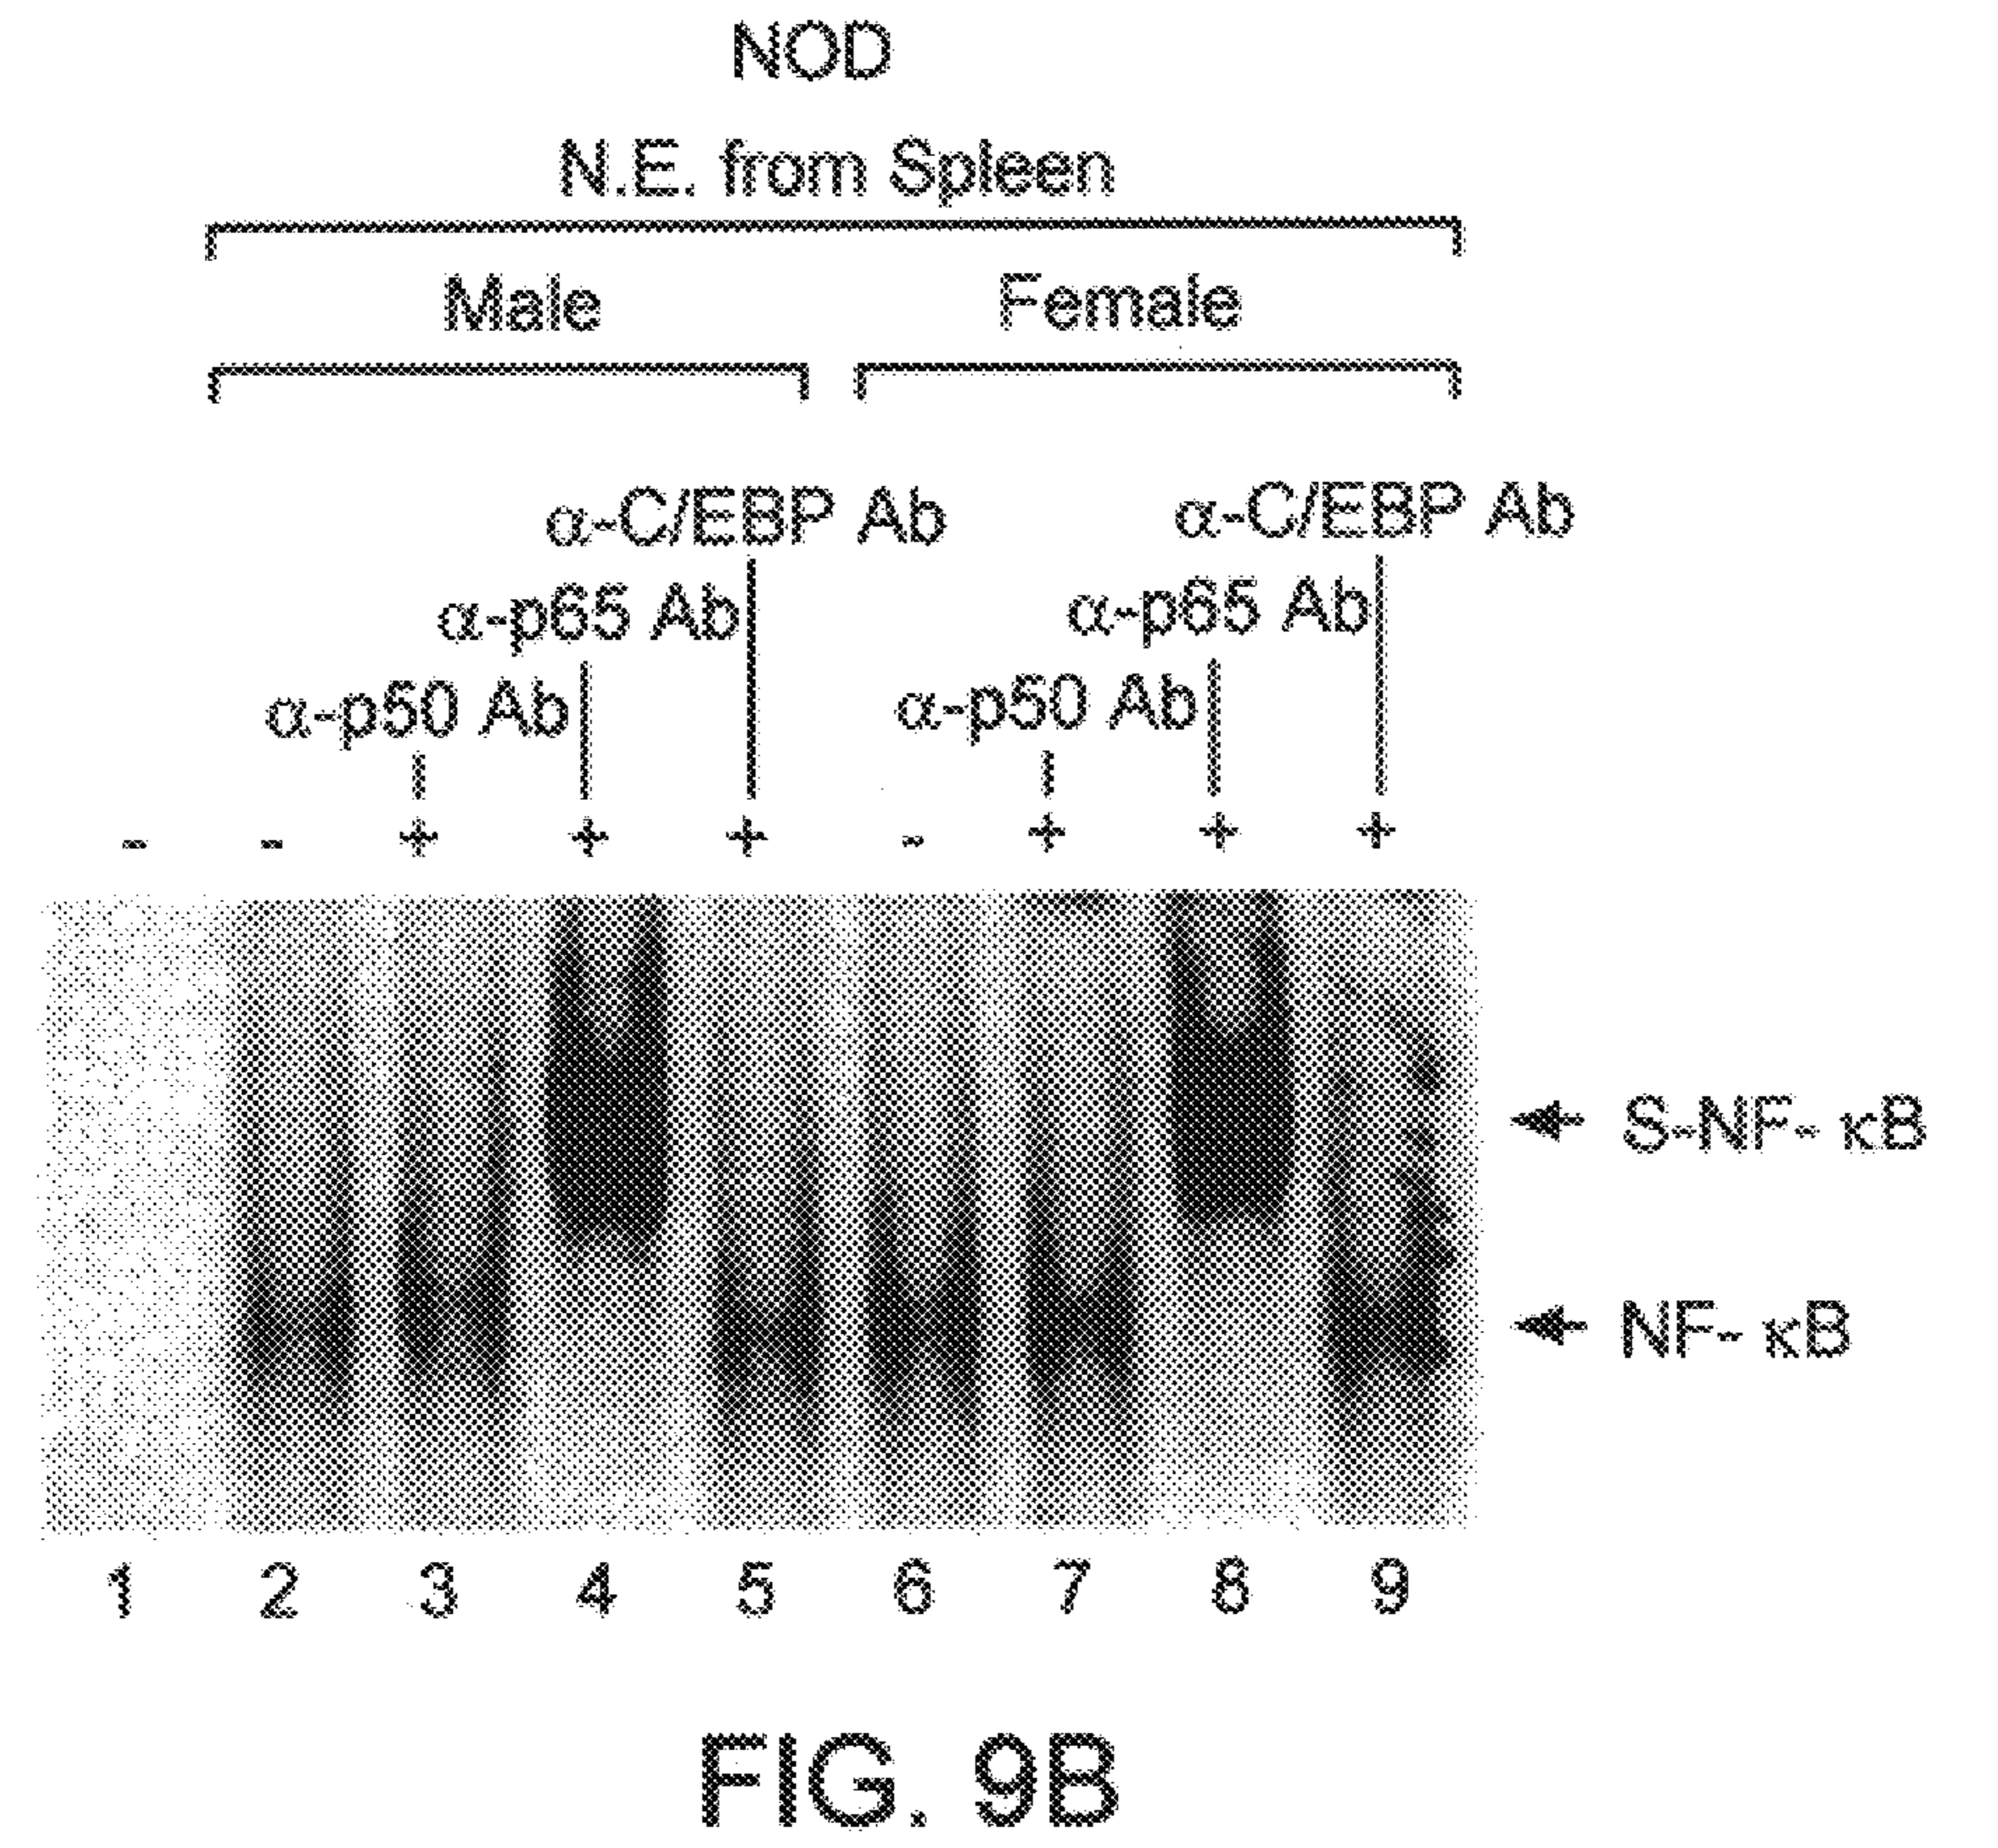 NOD
N.E. from Spleen
Male Female
α-C/EBP Ab α-C/EBP Ab
α-p65 Ab α-p65 Ab
α-p50 Ab α-p50 Ab
- - + + + - + + +
S-NF-κB
NF-κB
1 2 3 4 5 6 7 8 9
FIG. 9B